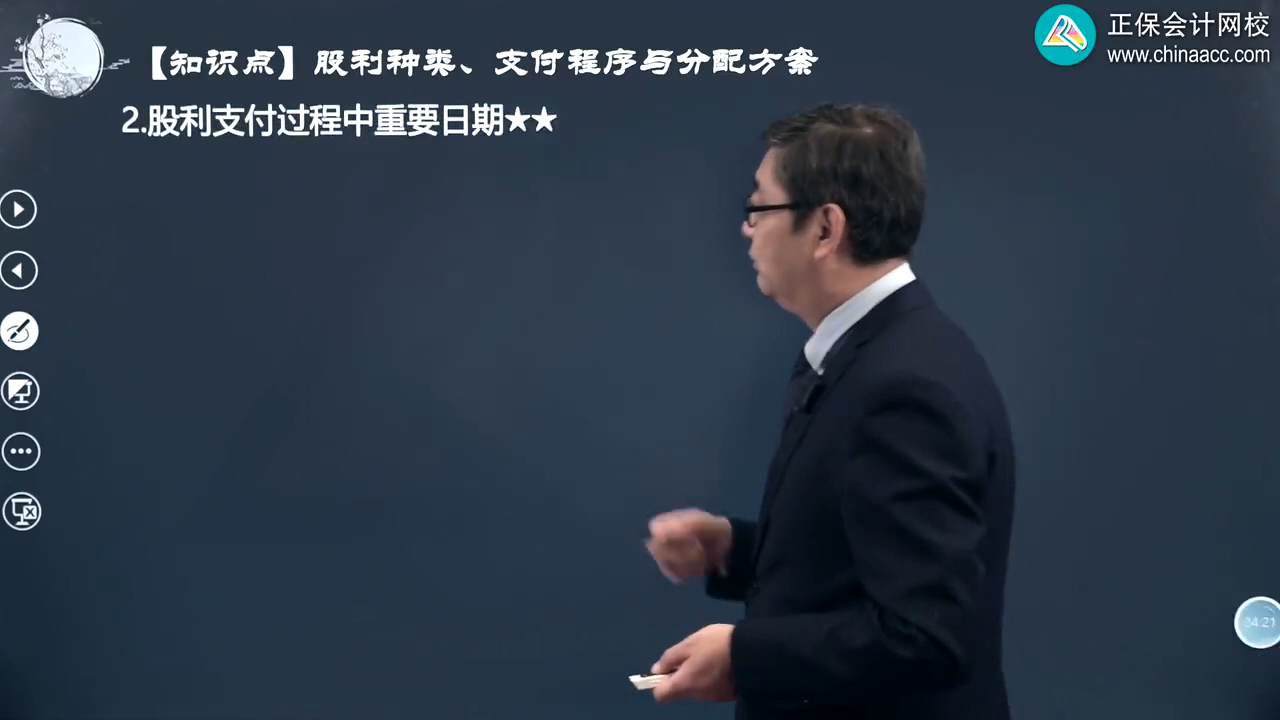 正保会计网校
www.chinaacc.com
【知识点】股利种类、支付程序与分配方案
2.股利支付过程中重要日期★★
04:21